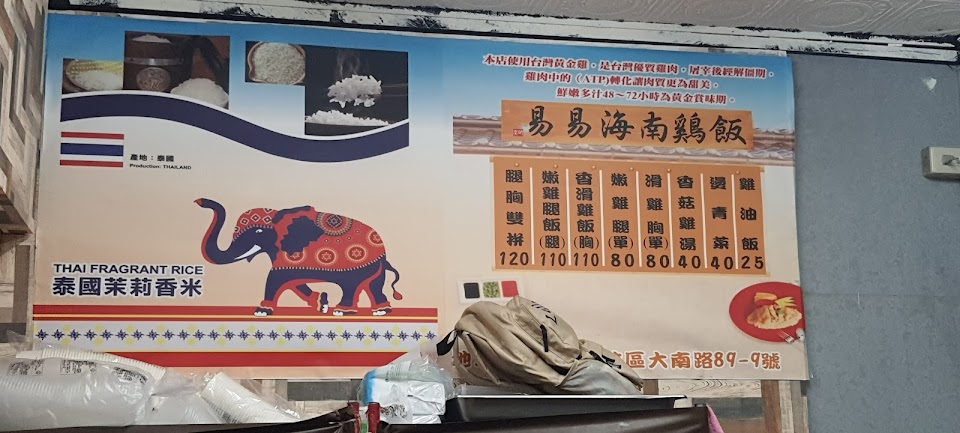 產地：泰國
Production: THAILAND
THAI FRAGRANT RICE
泰國茉莉香米
本店使用台灣黃金雞，是台灣優質雞肉，屠宰後經解僵期，
雞肉中的（ATP)轉化讓肉質更為甜美。
鮮嫩多汁48～72小時為黃金賞味期。
易易海南鷄飯
腿胸雙拼 120
嫩雞腿飯(腿) 110
香滑雞飯(胸) 110
嫩雞腿(單) 80
滑雞胸(單) 80
香菇雞湯 40
燙青菜 40
雞油飯 25
區大南路89-9號